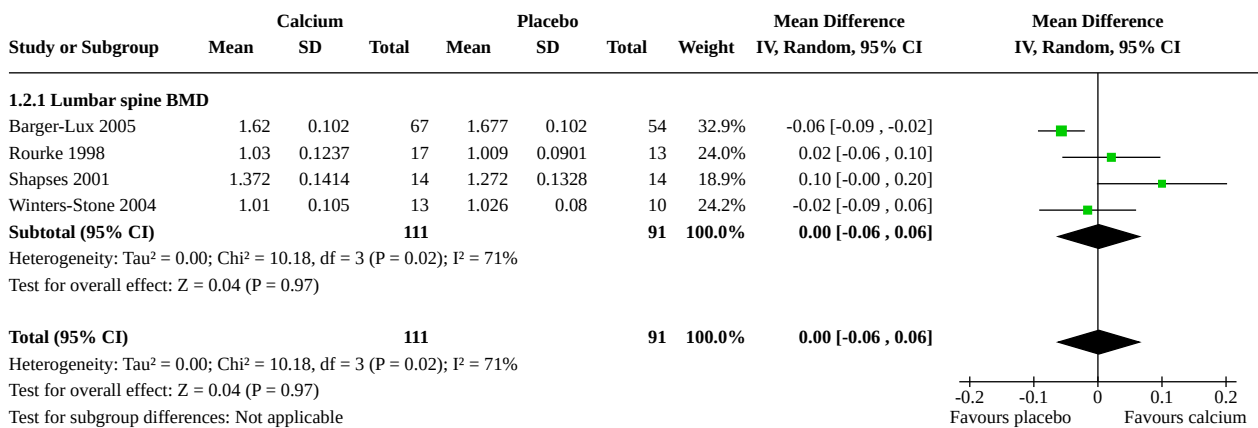 Calcium Placebo Mean Difference Mean Difference
Study or Subgroup Mean SD Total Mean SD Total Weight IV, Random, 95% CI IV, Random, 95% CI
1.2.1 Lumbar spine BMD
Barger-Lux 2005 1.62 0.102 67 1.677 0.102 54 32.9% -0.06 [-0.09 , -0.02]
Rourke 1998 1.03 0.1237 17 1.009 0.0901 13 24.0% 0.02 [-0.06 , 0.10]
Shapses 2001 1.372 0.1414 14 1.272 0.1328 14 18.9% 0.10 [-0.00 , 0.20]
Winters-Stone 2004 1.01 0.105 13 1.026 0.08 10 24.2% -0.02 [-0.09 , 0.06]
Subtotal (95% CI) 111 91 100.0% 0.00 [-0.06 , 0.06]
Heterogeneity: Tau² = 0.00; Chi² = 10.18, df = 3 (P = 0.02); I² = 71%
Test for overall effect: Z = 0.04 (P = 0.97)
Total (95% CI) 111 91 100.0% 0.00 [-0.06 , 0.06]
Heterogeneity: Tau² = 0.00; Chi² = 10.18, df = 3 (P = 0.02); I² = 71%
Test for overall effect: Z = 0.04 (P = 0.97) -0.2 -0.1 0 0.1 0.2
Test for subgroup differences: Not applicable Favours placebo Favours calcium